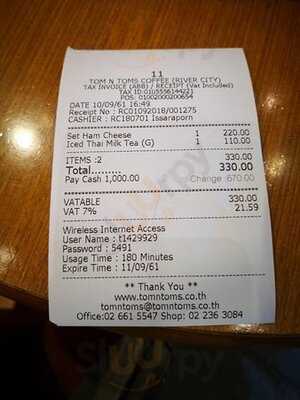 11
TOM N TOMS COFFEE (RIVER CITY)
TAX INVOICE (ABB) / RECEIPT (Vat Included)
TAX ID:0105555614421
POS: 01002000200654
DATE 10/09/61 16:49
Receipt No : RC01092018/001275
CASHIER : RC180701 Issaraporn
Set Ham Cheese 1 220.00
Iced Thai Milk Tea (G) 1 110.00
ITEMS :2 330.00
Total......... 330.00
Pay Cash 1,000.00 Change :670.00
VATABLE 330.00
VAT 7% 21.59
Wireless Internet Access
User Name : t1429929
Password : 5491
Usage Time : 180 Minutes
Expire Time : 11/09/61
** Thank You **
www.tomntoms.co.th
tomntoms@tomntoms.co.th
Office:02 661 5547 Shop: 02 236 3084